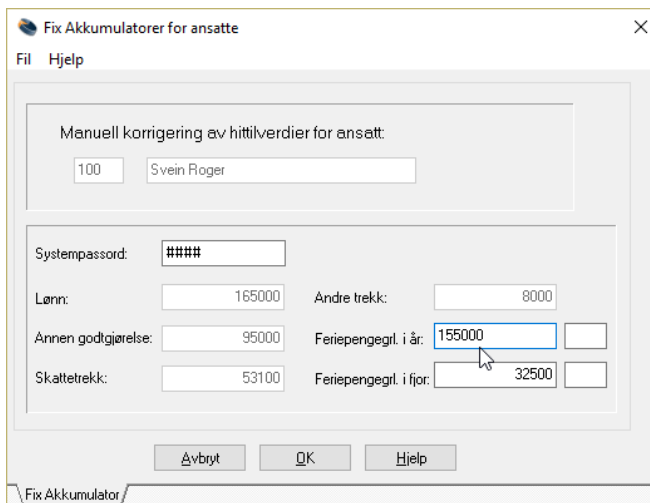 Fix Akkumulatorer for ansatte
Fil Hjelp
Manuell korrigering av hittilverdier for ansatt:
100 Svein Roger
Systempassord: ####
Lønn: 165000 Andre trekk: 8000
Annen godtgjørelse: 95000 Feriepengegrl. i år: 155000
Skattetrekk: 53100 Feriepengegrl. i fjor: 32500
Avbryt OK Hjelp
Fix Akkumulator